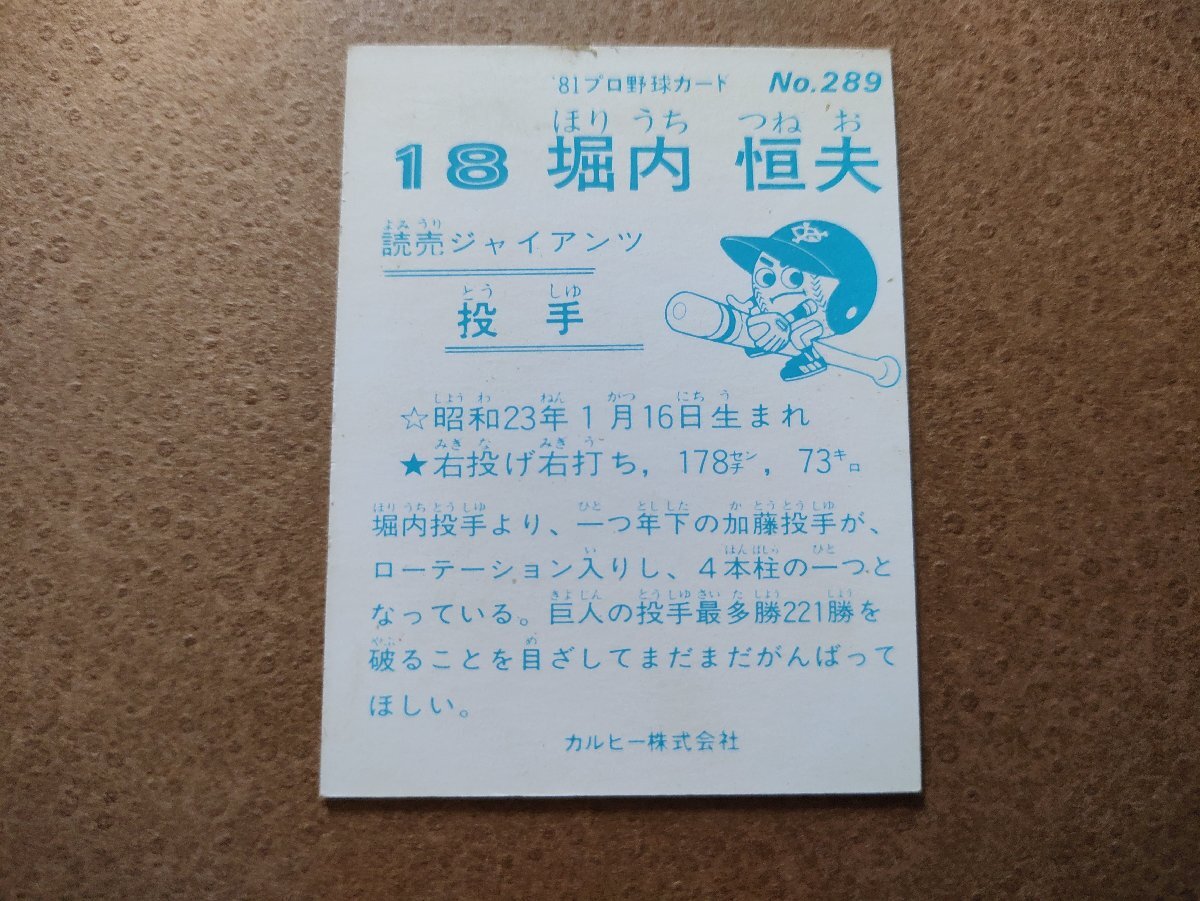 '81プロ野球カード No.289
ほり うち つね お
18 堀内 恒夫
よみ うり
読売ジャイアンツ
とう しゆ
投 手
しよう わ ねん がつ にち う
☆昭和23年1月16日生まれ
みぎ な みぎ う
★右投げ右打ち, 178センチ, 73キロ
ほり うち とう しゆ ひと とし した か とう とう しゆ
堀内投手より、一つ年下の加藤投手が、
い ほん はしら ひと
ローテーション入りし、4本柱の一つと
きよ じん とう しゆ さい た しよう しよう
なっている。巨人の投手最多勝221勝を
やぶ め
破ることを目ざしてまだまだがんばって
ほしい。
カルビー株式会社